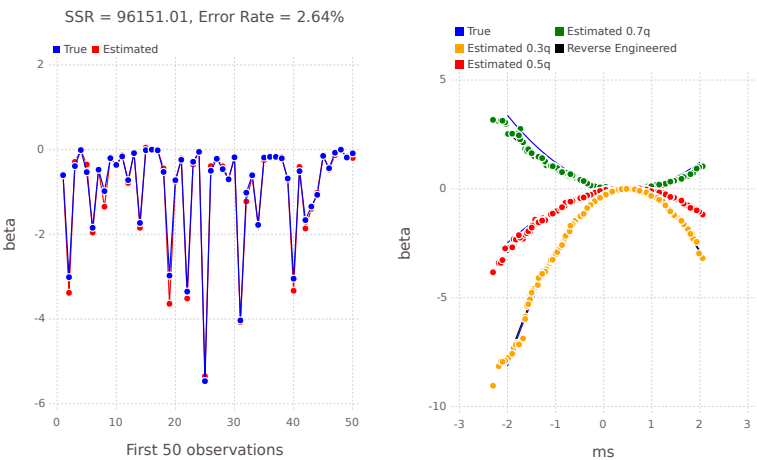 SSR = 96151.01, Error Rate = 2.64%
True Estimated
2
0
-2
-4
-6
beta
0 10 20 30 40 50
First 50 observations
True Estimated 0.7q
Estimated 0.3q Reverse Engineered
Estimated 0.5q
5
0
-5
-10
beta
-3 -2 -1 0 1 2 3
ms